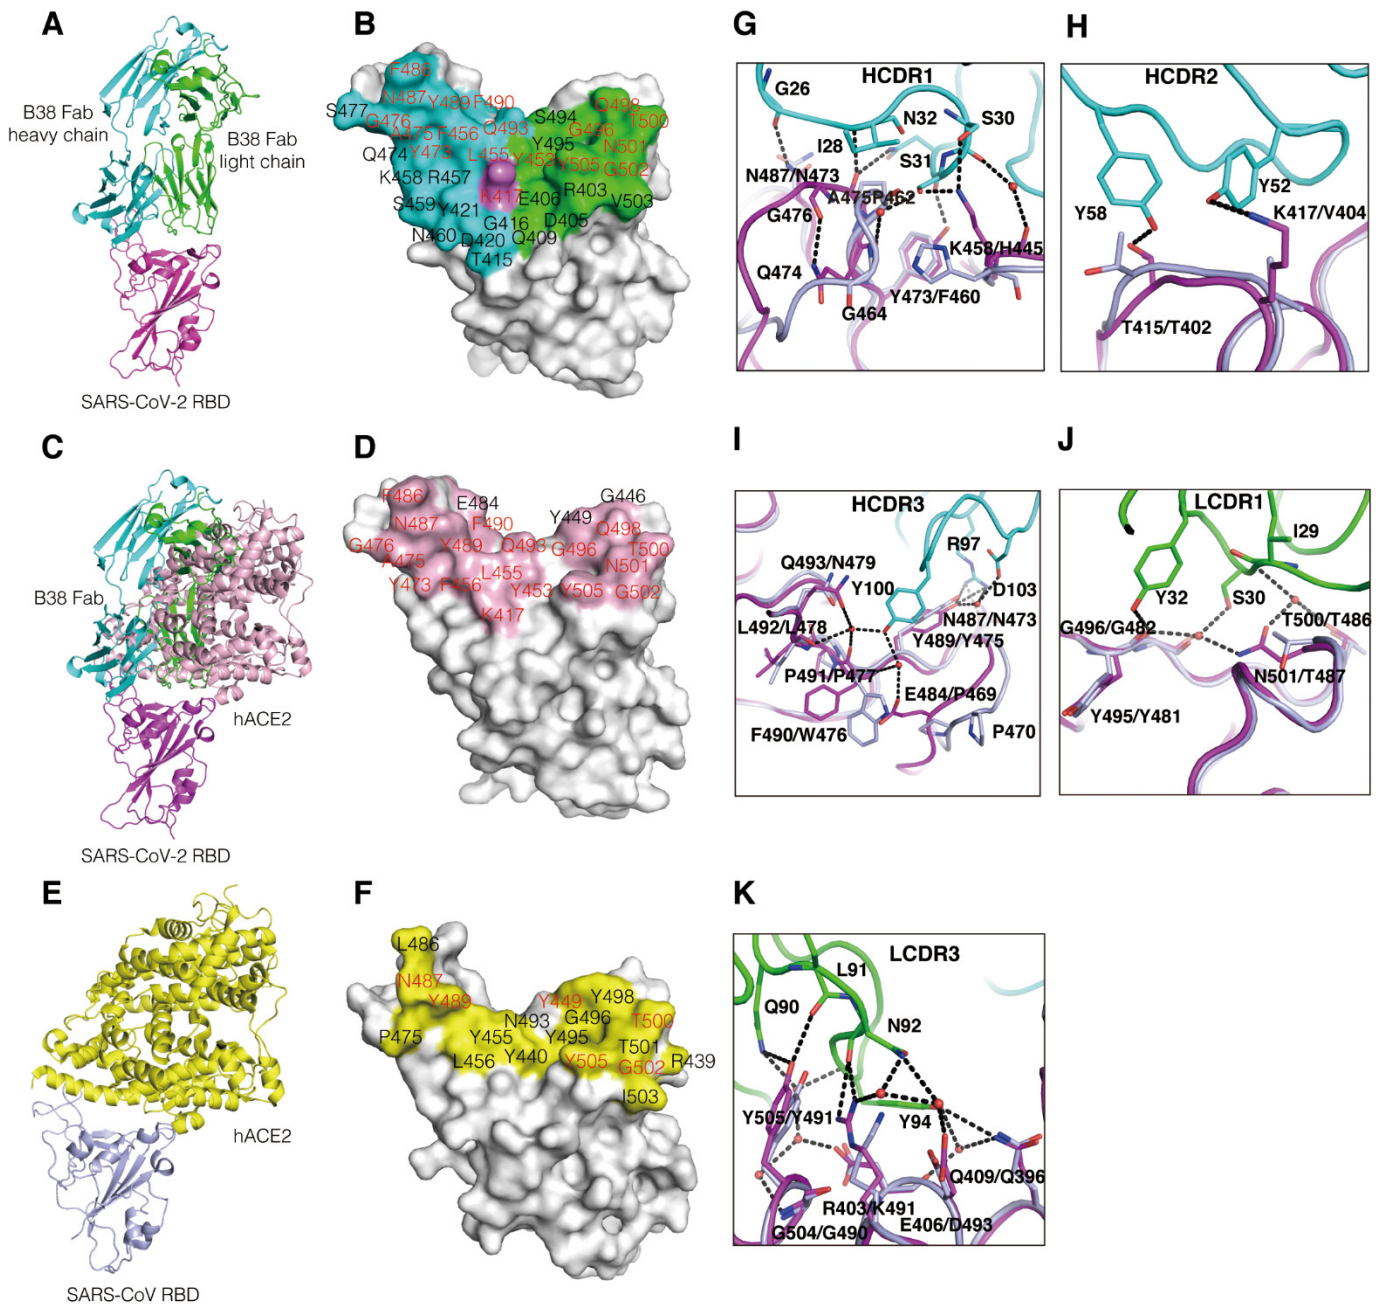 A
B38 Fab
heavy chain
B38 Fab
light chain
SARS-CoV-2 RBD
B
F486
S477
N487
Y489
F490
G476
A475
F456
Q493
Q474
Y473
L455
Y453
K458
R457
K417
E406
S459
Y421
G416
D405
N460
D420
Q409
T415
S494
Q498
T500
G496
Y495
N501
Y505
G502
R403
V503
G
HCDR1
G26
N32
S30
I28
S31
N487/N473
A475P462
G476
K458/H445
Q474
Y473/F460
G464
H
HCDR2
Y52
Y58
K417/V404
T415/T402
C
B38 Fab
hACE2
SARS-CoV-2 RBD
D
F486
E484
G446
N487
F490
Y449
Q498
G476
Y489
Q493
G496
T500
A475
L455
N501
Y473
F456
Y453
Y505
G502
K417
I
HCDR3
R97
Q493/N479
Y100
D103
N487/N473
L492/L478
Y489/Y475
P491/P477
E484/P469
F490/W476
P470
J
LCDR1
I29
Y32
S30
G496/G482
T500/T486
N501/T487
Y495/Y481
E
hACE2
SARS-CoV RBD
F
L486
N487
Y489
Y449
Y498
N493
G496
T500
P475
Y455
Y495
T501
L456
Y440
Y505
G502
R439
I503
K
LCDR3
L91
Q90
N92
Y505/Y491
Y94
Q409/Q396
R403/K491
E406/D493
G504/G490